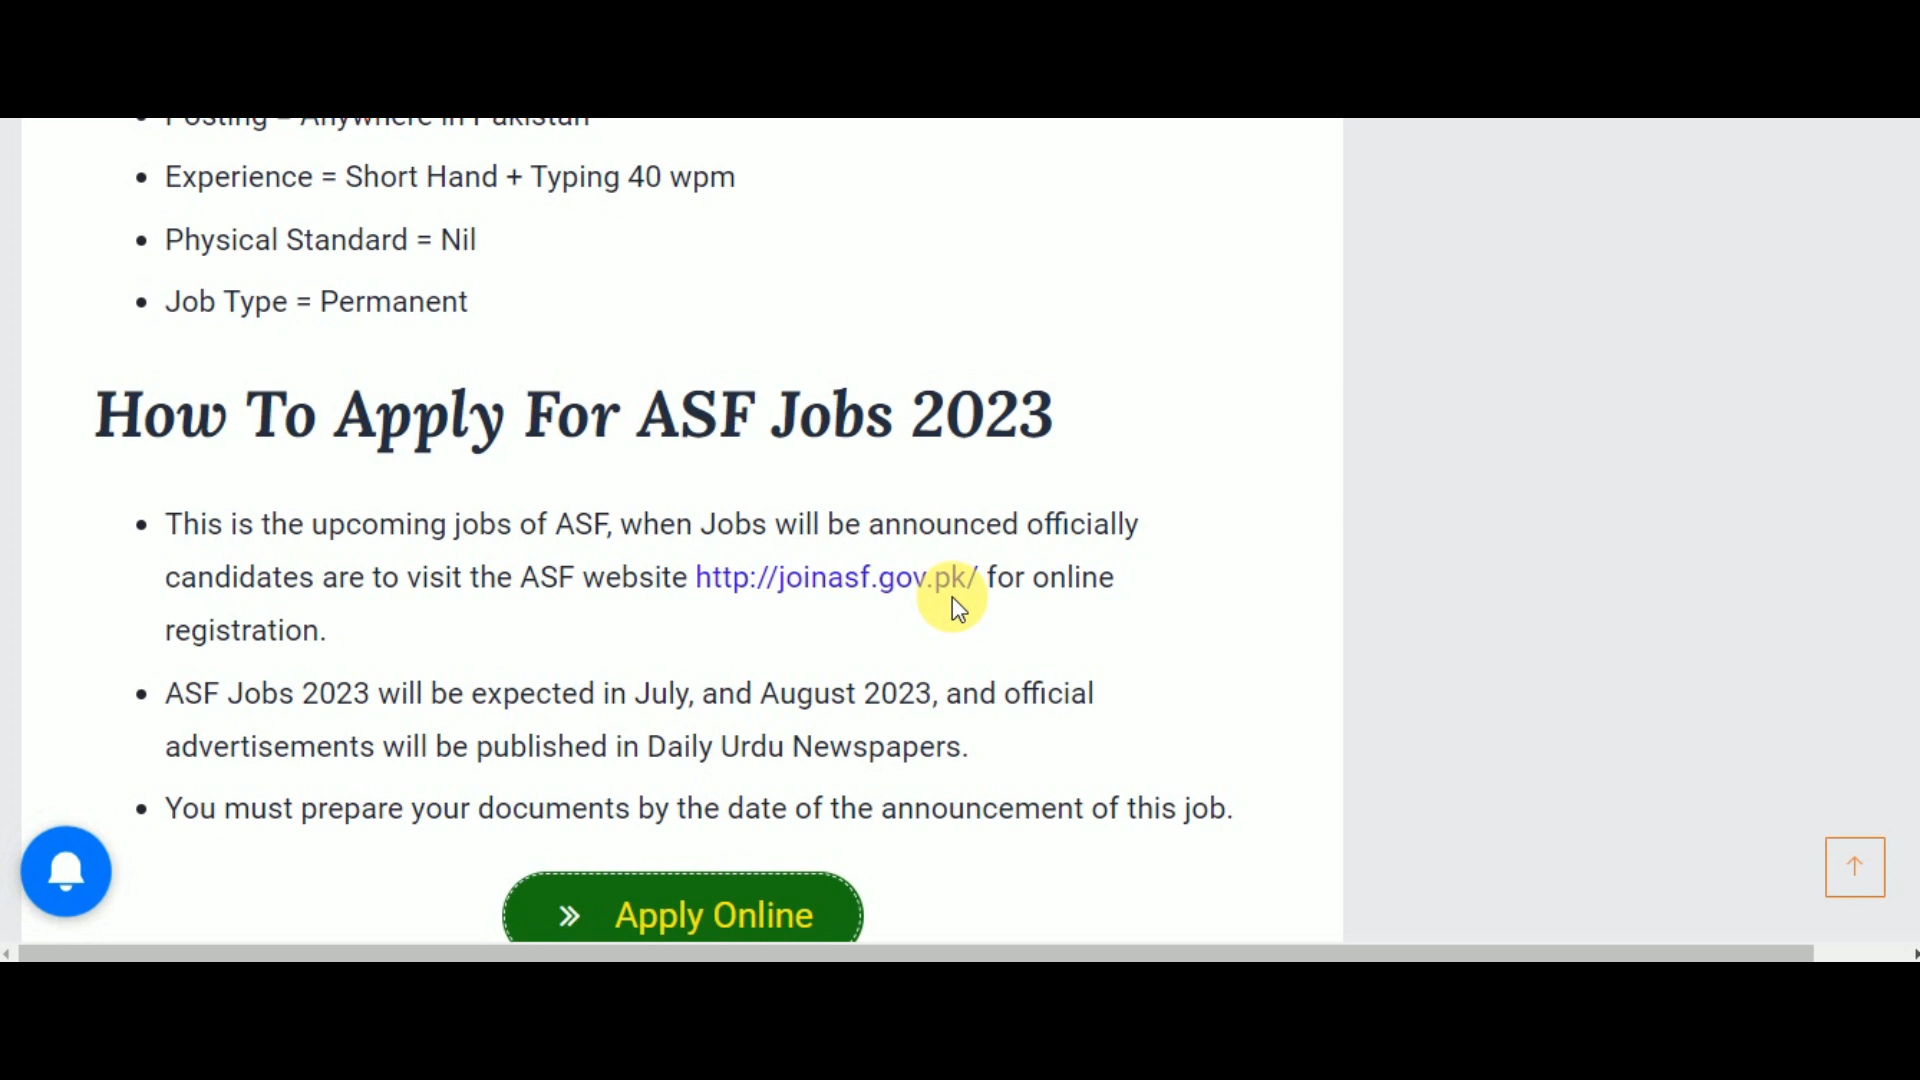 Posting = Anywhere in Pakistan
Experience = Short Hand + Typing 40 wpm
Physical Standard = Nil
Job Type = Permanent
How To Apply For ASF Jobs 2023
This is the upcoming jobs of ASF, when Jobs will be announced officially
candidates are to visit the ASF website http://joinasf.gov.pk/ for online
registration.
ASF Jobs 2023 will be expected in July, and August 2023, and official
advertisements will be published in Daily Urdu Newspapers.
You must prepare your documents by the date of the announcement of this job.
Apply Online